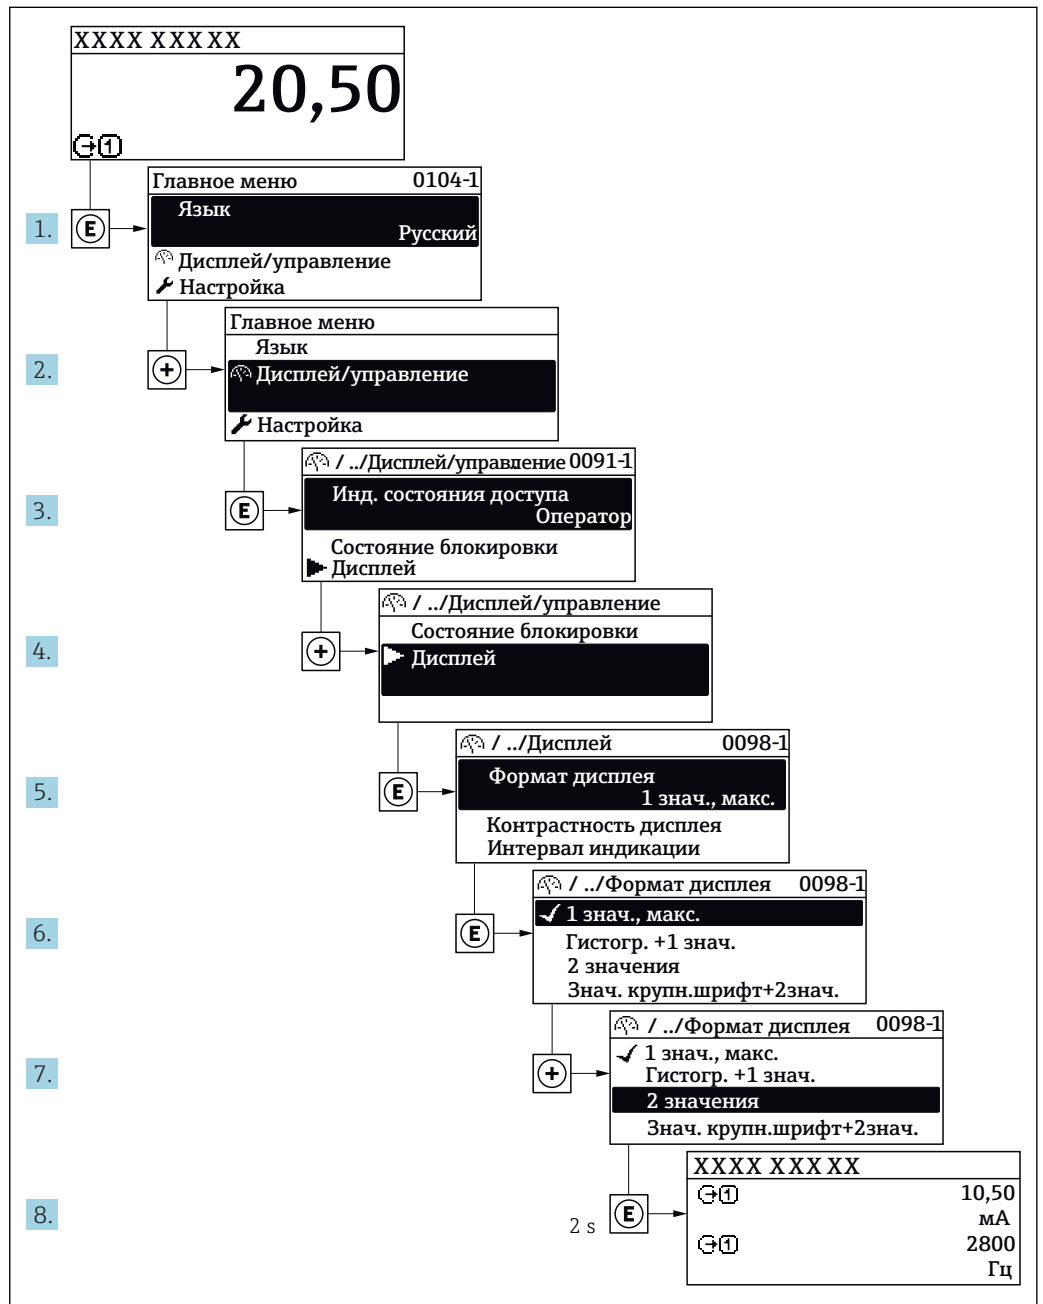 XXXX XXX XX
20,50
1
Главное меню 0104-1
Язык
Русский
1. E
Дисплей/управление
Настройка
Главное меню
Язык
2. + Дисплей/управление
Настройка
/ ../Дисплей/управление 0091-1
Инд. состояния доступа
3. E Оператор
Состояние блокировки
Дисплей
/ ../Дисплей/управление
Состояние блокировки
4. + Дисплей
/ ../Дисплей 0098-1
Формат дисплея
5. E 1 знач., макс.
Контрастность дисплея
Интервал индикации
/ ../Формат дисплея 0098-1
1 знач., макс.
6. E Гистогр. +1 знач.
2 значения
Знач. крупн.шрифт+2знач.
/ ../Формат дисплея 0098-1
1 знач., макс.
7. + Гистогр. +1 знач.
2 значения
Знач. крупн.шрифт+2знач.
XXXX XXX XX
1 10,50
8. 2 s E мА
1 2800
Гц